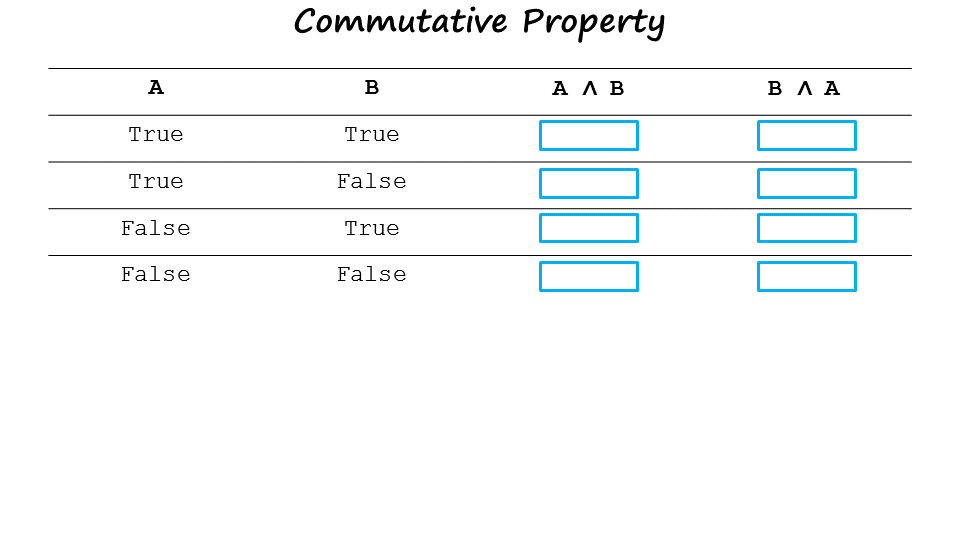 Commutative Property
A B A ∧ B B ∧ A
True True
True False
False True
False False